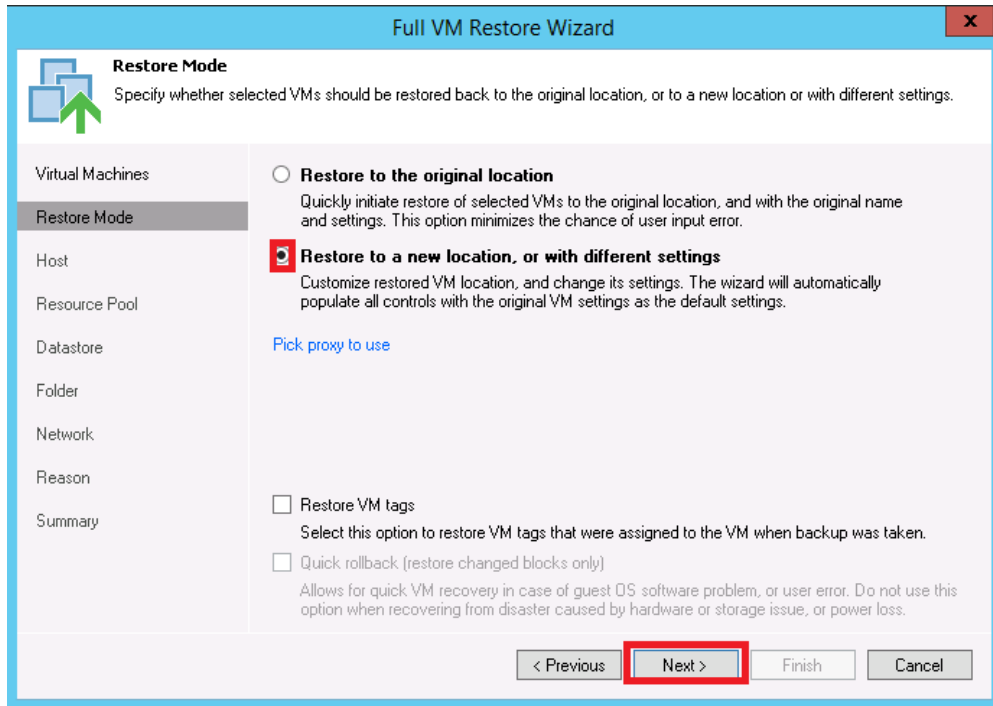 Full VM Restore Wizard
x
Restore Mode
Specify whether selected VMs should be restored back to the original location, or to a new location or with different settings.
Virtual Machines
Restore Mode
Host
Resource Pool
Datastore
Folder
Network
Reason
Summary
Restore to the original location
Quickly initiate restore of selected VMs to the original location, and with the original name
and settings. This option minimizes the chance of user input error.
Restore to a new location, or with different settings
Customize restored VM location, and change its settings. The wizard will automatically
populate all controls with the original VM settings as the default settings.
Pick proxy to use
Restore VM tags
Select this option to restore VM tags that were assigned to the VM when backup was taken.
Quick rollback (restore changed blocks only)
Allows for quick VM recovery in case of guest OS software problem, or user error. Do not use this
option when recovering from disaster caused by hardware or storage issue, or power loss.
< Previous
Next >
Finish
Cancel